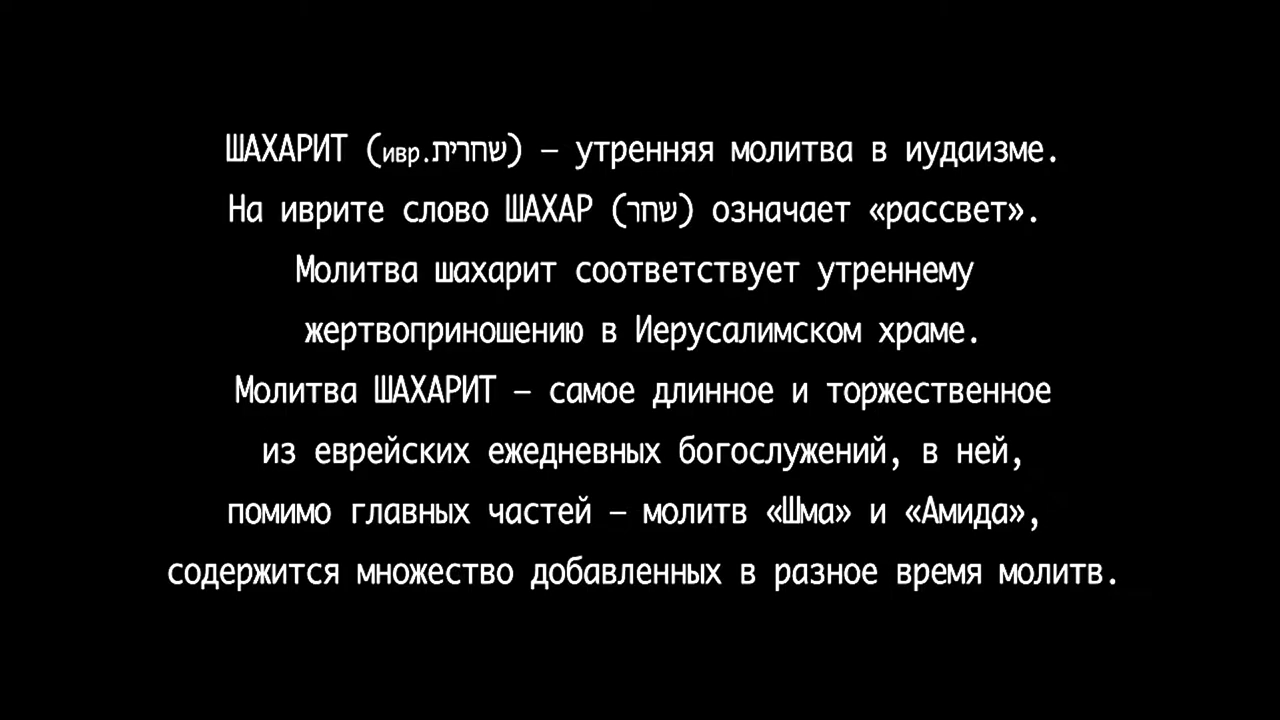 ШАХАРИТ (ивр.שחרית) – утренняя молитва в иудаизме.
На иврите слово ШАХАР (שחר) означает «рассвет».
Молитва шахарит соответствует утреннему
жертвоприношению в Иерусалимском храме.
Молитва ШАХАРИТ – самое длинное и торжественное
из еврейских ежедневных богослужений, в ней,
помимо главных частей – молитв «Шма» и «Амида»,
содержится множество добавленных в разное время молитв.